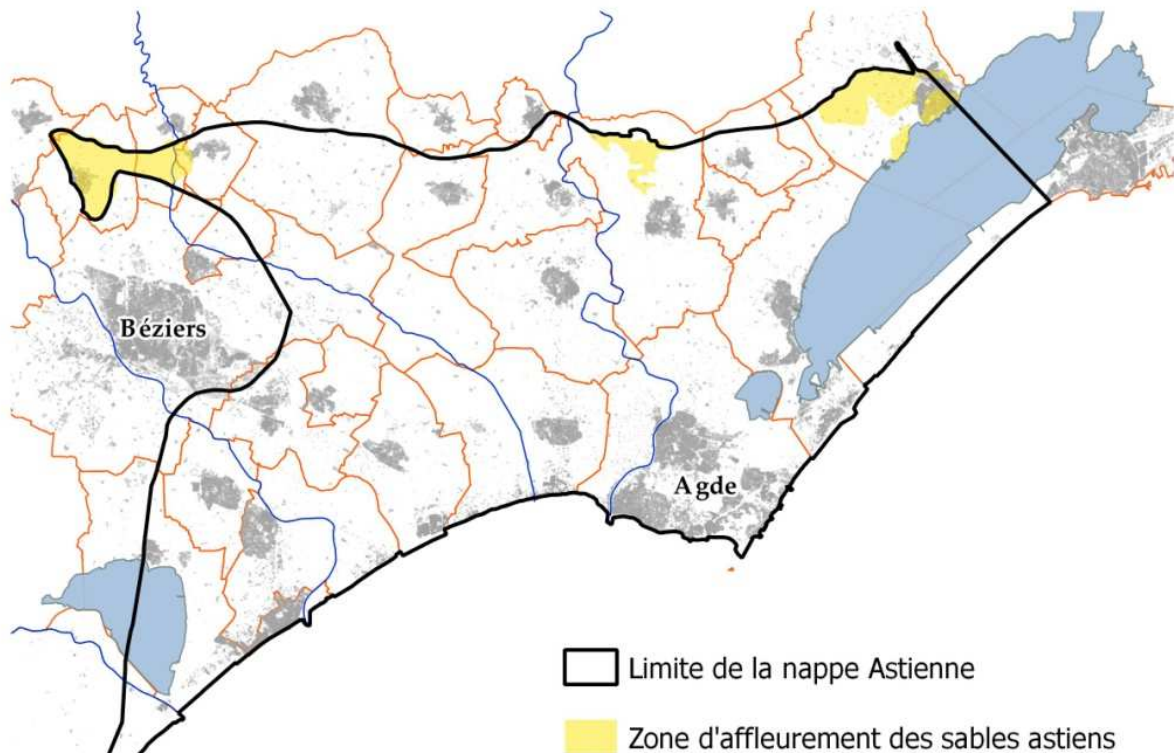 Béziers
Agde
Limite de la nappe Astienne
Zone d'affleurement des sables astiens